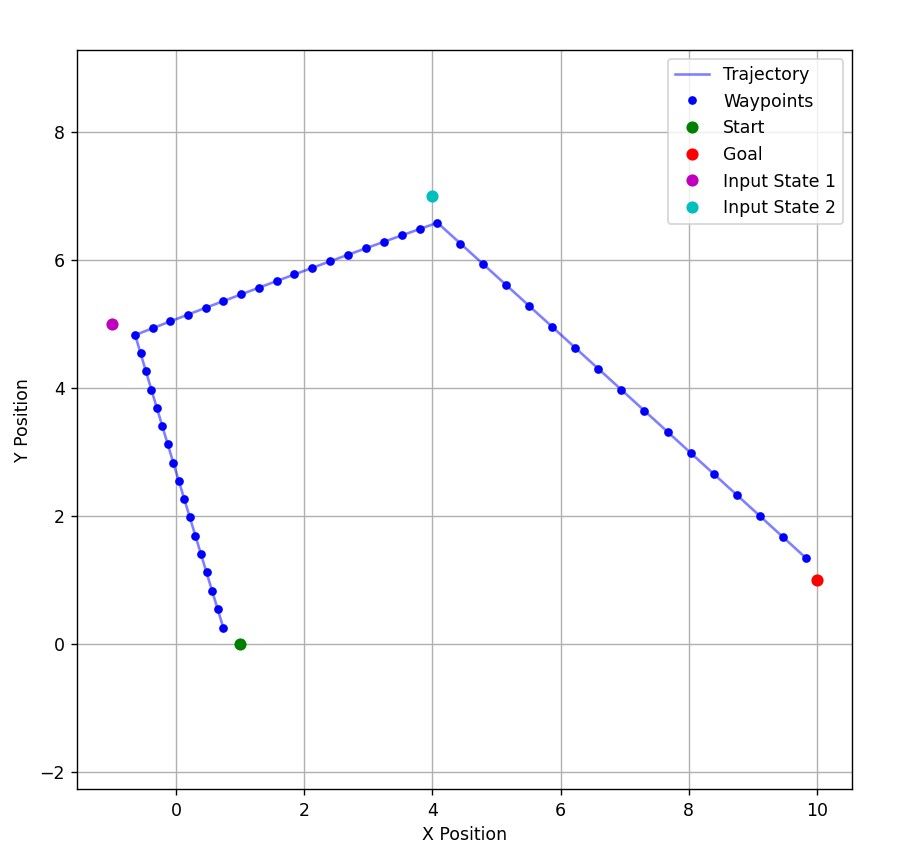 Trajectory
Waypoints
Start
Goal
Input State 1
Input State 2
8
6
4
2
0
−2
Y Position
0 2 4 6 8 10
X Position